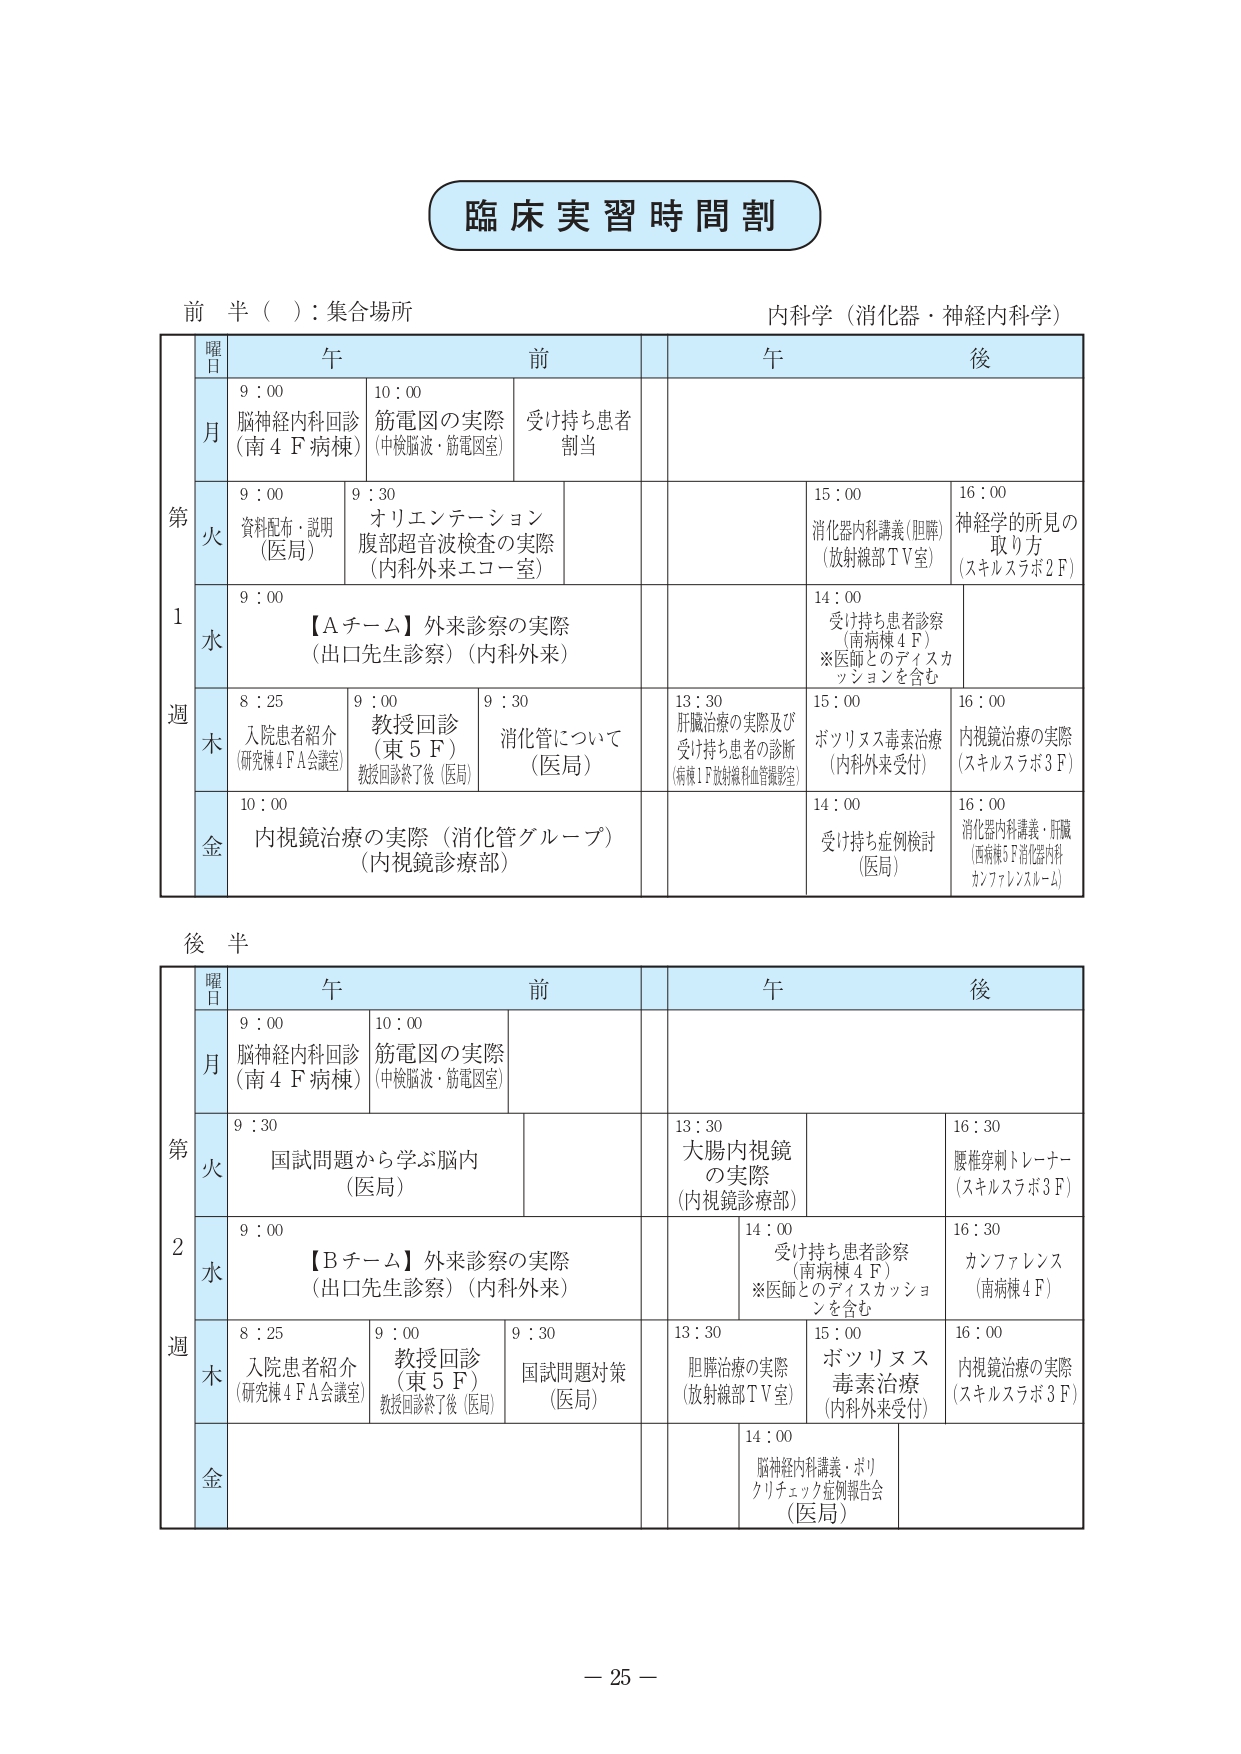 臨床実習時間割
前　半（　）：集合場所
内科学（消化器・神経内科学）
曜日
午　前
午　後
第1週
月
9：00
脳神経内科回診
（南４Ｆ病棟）
10：00
筋電図の実際
（中検脳波・筋電図室）
受け持ち患者
割当
火
9：00
資料配布・説明
（医局）
9：30
オリエンテーション
腹部超音波検査の実際
（内科外来エコー室）
15：00
消化器内科講義（胆膵）
（放射線部ＴＶ室）
16：00
神経学的所見の
取り方
（スキルスラボ２Ｆ）
水
9：00
【Ａチーム】外来診察の実際
（出口先生診察）（内科外来）
14：00
受け持ち患者診察
（南病棟４Ｆ）
※医師とのディスカ
ッションを含む
木
8：25
入院患者紹介
（研究棟４ＦＡ会議室）
9：00
教授回診
（東５Ｆ）
教授回診終了後（医局）
9：30
消化管について
（医局）
13：30
肝臓治療の実際及び
受け持ち患者の診断
（病棟１Ｆ放射線科血管撮影室）
15：00
ボツリヌス毒素治療
（内科外来受付）
16：00
内視鏡治療の実際
（スキルスラボ３Ｆ）
金
10：00
内視鏡治療の実際（消化管グループ）
（内視鏡診療部）
14：00
受け持ち症例検討
（医局）
16：00
消化器内科講義・肝臓
（西病棟５Ｆ消化器内科
カンファレンスルーム）
後　半
曜日
午　前
午　後
第2週
月
9：00
脳神経内科回診
（南４Ｆ病棟）
10：00
筋電図の実際
（中検脳波・筋電図室）
火
9：30
国試問題から学ぶ脳内
（医局）
13：30
大腸内視鏡
の実際
（内視鏡診療部）
16：30
腰椎穿刺トレーナー
（スキルスラボ３Ｆ）
水
9：00
【Ｂチーム】外来診察の実際
（出口先生診察）（内科外来）
14：00
受け持ち患者診察
（南病棟４Ｆ）
※医師とのディスカッショ
ンを含む
16：30
カンファレンス
（南病棟４Ｆ）
木
8：25
入院患者紹介
（研究棟４ＦＡ会議室）
9：00
教授回診
（東５Ｆ）
教授回診終了後（医局）
9：30
国試問題対策
（医局）
13：30
胆膵治療の実際
（放射線部ＴＶ室）
15：00
ボツリヌス
毒素治療
（内科外来受付）
16：00
内視鏡治療の実際
（スキルスラボ３Ｆ）
金
14：00
脳神経内科講義・ポリ
クリチェック症例報告会
（医局）
－ 25 －